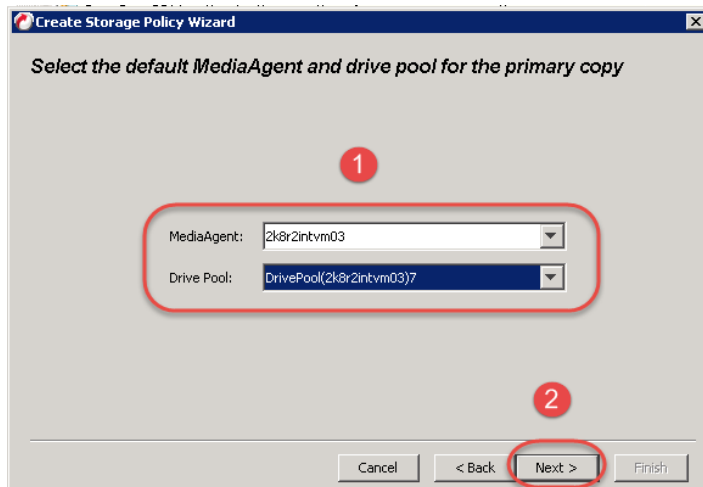 Create Storage Policy Wizard
Select the default MediaAgent and drive pool for the primary copy
1
MediaAgent: 2k8r2intvm03
Drive Pool: DrivePool(2k8r2intvm03)7
2
Cancel < Back Next > Finish